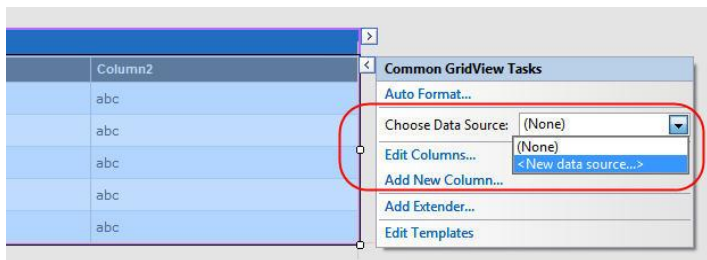 >
Column2
< Common GridView Tasks
abc
Auto Format...
abc
Choose Data Source: (None)
(None)
abc
Edit Columns...
<New data source...>
Add New Column...
abc
Add Extender...
abc
Edit Templates